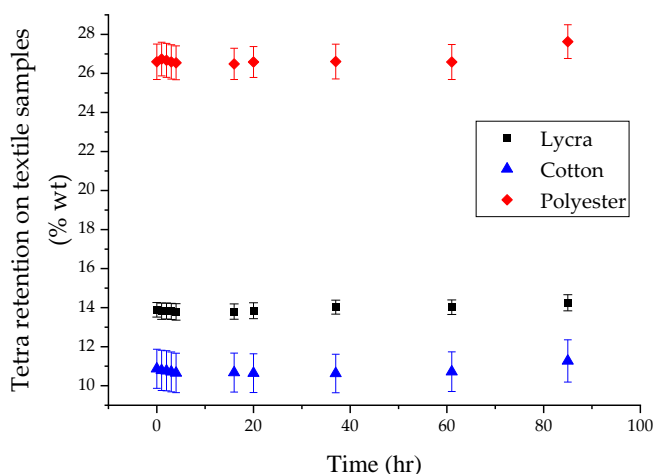 Tetra retention on textile samples
(% wt)
28
26
24
22
20
18
16
14
12
10
Lycra
Cotton
Polyester
0
20
40
60
80
100
Time (hr)